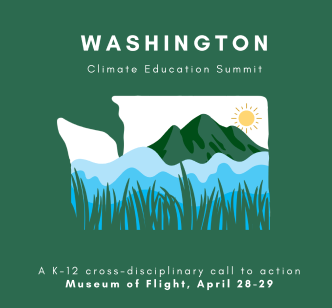 WASHINGTON
Climate Education Summit
A K-12 cross-disciplinary call to action
Museum of Flight, April 28-29